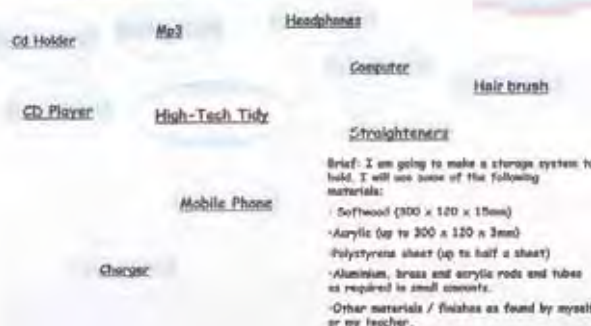 Headphones
Mp3
Cd Holder
Computer
Hair brush
CD Player
High-Tech Tidy
Straighteners
Brief: I am going to make a storage system to
hold. I will use some of the following
materials:
· Softwood (300 x 120 x 15mm)
·Acrylic (up to 300 x 120 x 3mm)
·Polystyrene sheet (up to half a sheet)
·Aluminium, brass and acrylic rods and tubes
as required in small amounts.
·Other materials / finishes as found by myself
or my teacher.
Mobile Phone
Charger